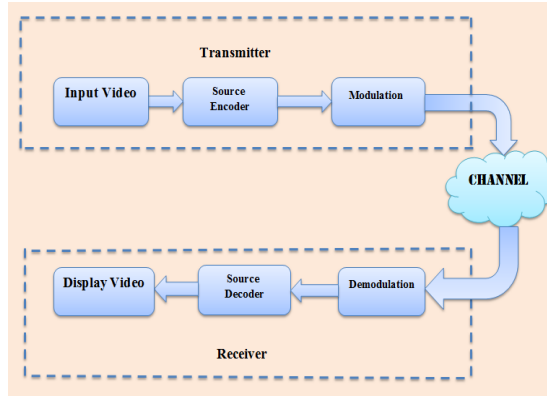 Transmitter
Input Video
Source
Encoder
Modulation
CHANNEL
Display Video
Source
Decoder
Demodulation
Receiver